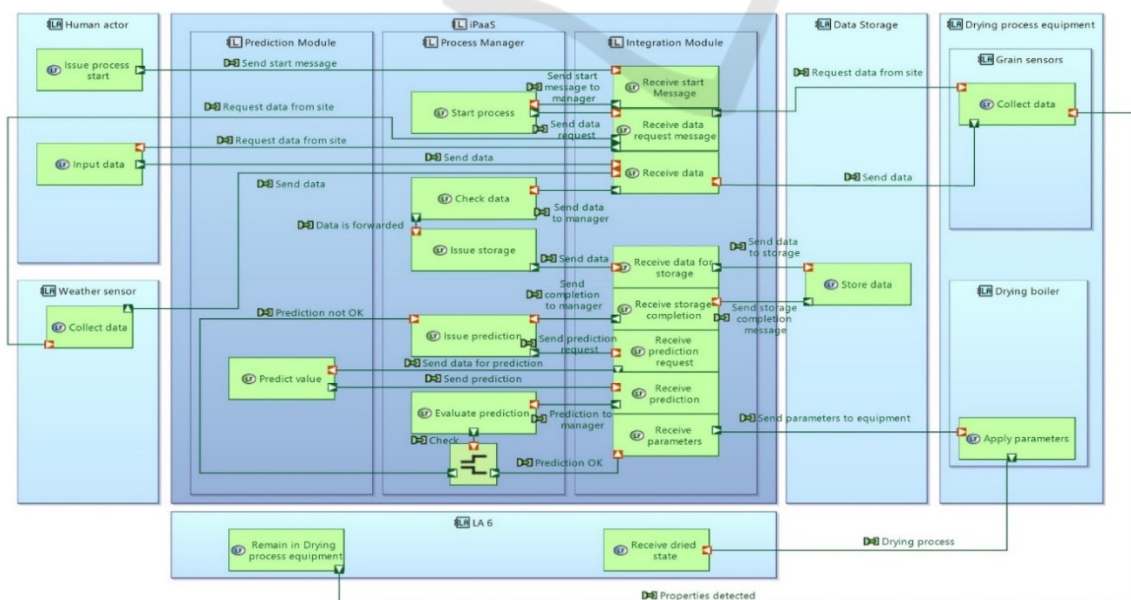 LA Human actor
L iPaaS
LA Data Storage
LA Drying process equipment
L Prediction Module
L Process Manager
L Integration Module
LA Grain sensors
Issue process
start
Send start message
Send start
message to
manager
Receive start
Message
Request data from site
Collect data
Start process
Request data from site
Send data
request
Receive data
request message
Request data from site
Input data
Send data
Receive data
Send data
Send data
Check data
Send data
to manager
Data is forwarded
Issue storage
Send data
Receive data for
storage
Send data
to storage
Store data
LA Weather sensor
Collect data
Send
completion
to manager
Receive storage
completion
Send storage
completion
message
LA Drying boiler
Prediction not OK
Issue prediction
Send prediction
request
Receive
prediction
request
Send data for prediction
Predict value
Send prediction
Receive
prediction
Evaluate prediction
Prediction to
manager
Send parameters to equipment
Check
Receive
parameters
Apply parameters
Prediction OK
LA LA 6
Remain in Drying
process equipment
Receive dried
state
Drying process
Properties detected